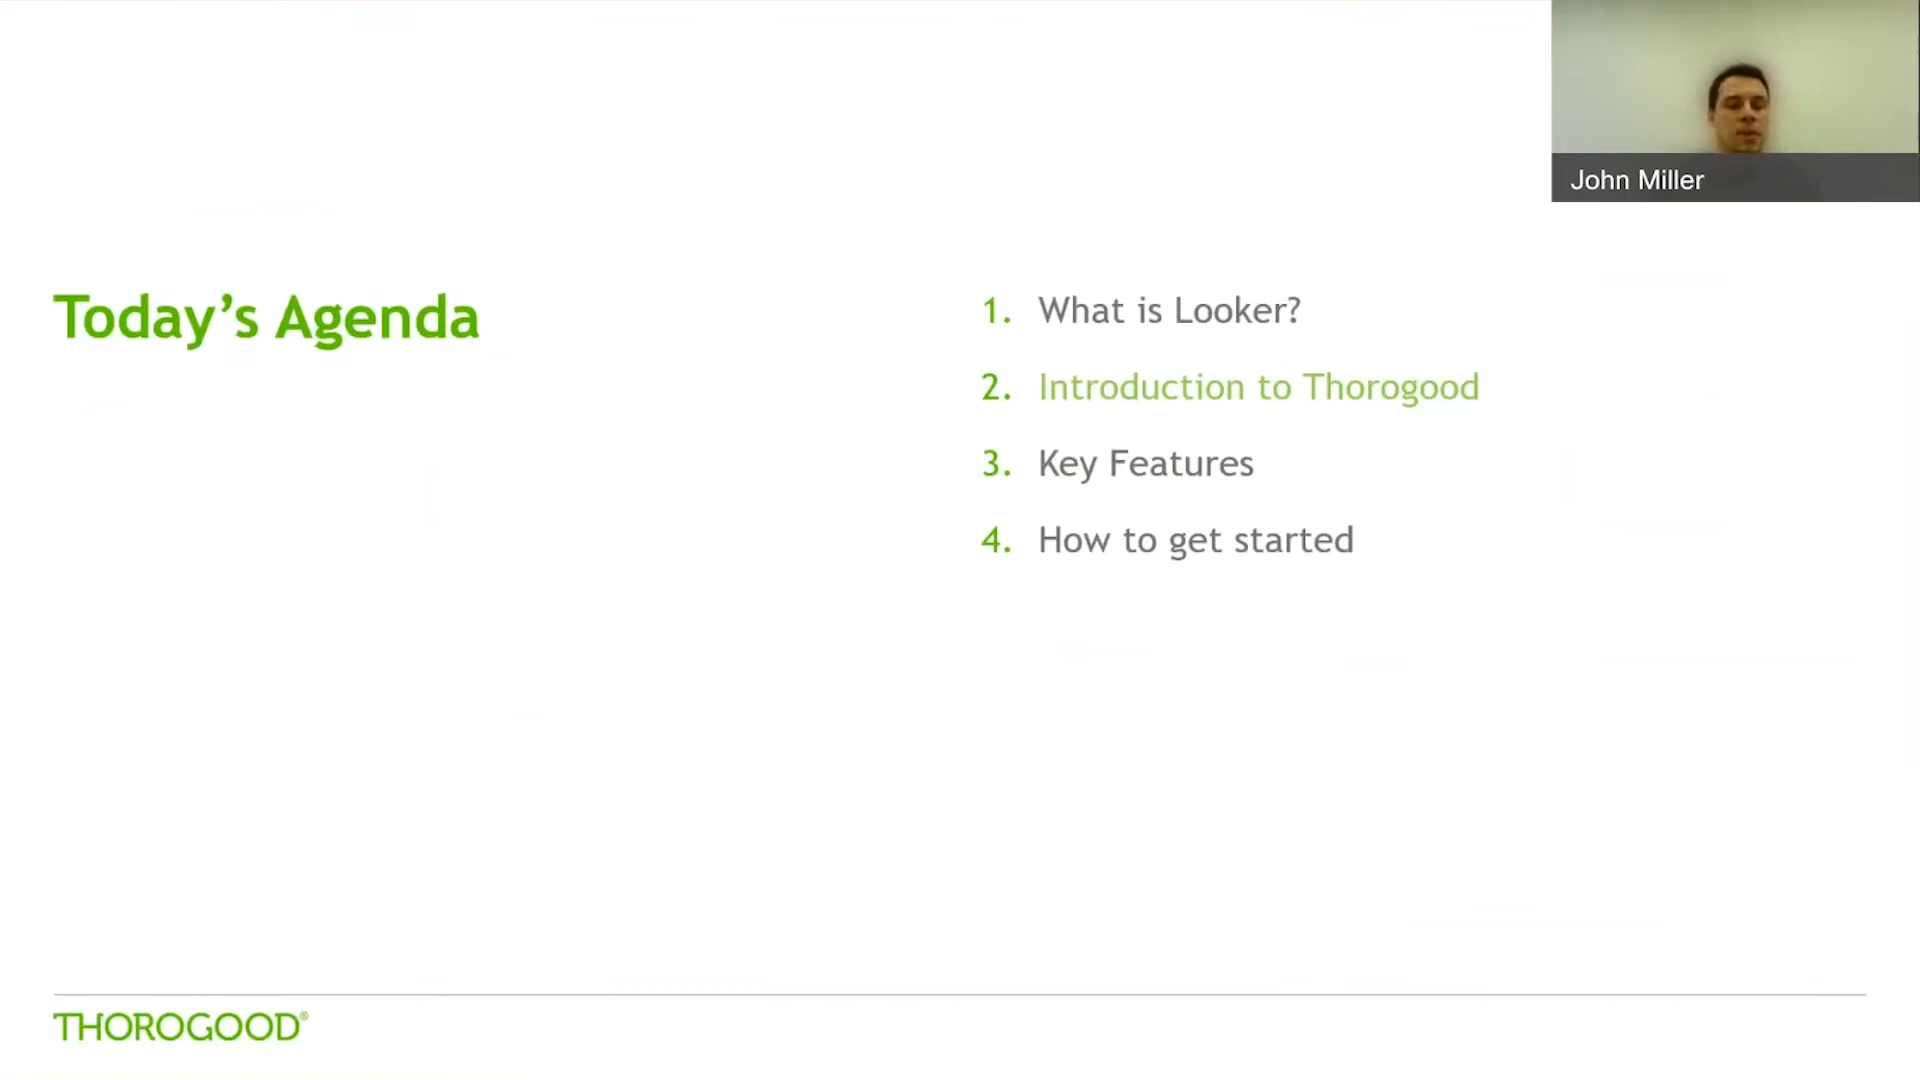 John Miller
Today’s Agenda
1. What is Looker?
2. Introduction to Thorogood
3. Key Features
4. How to get started
THOROGOOD®